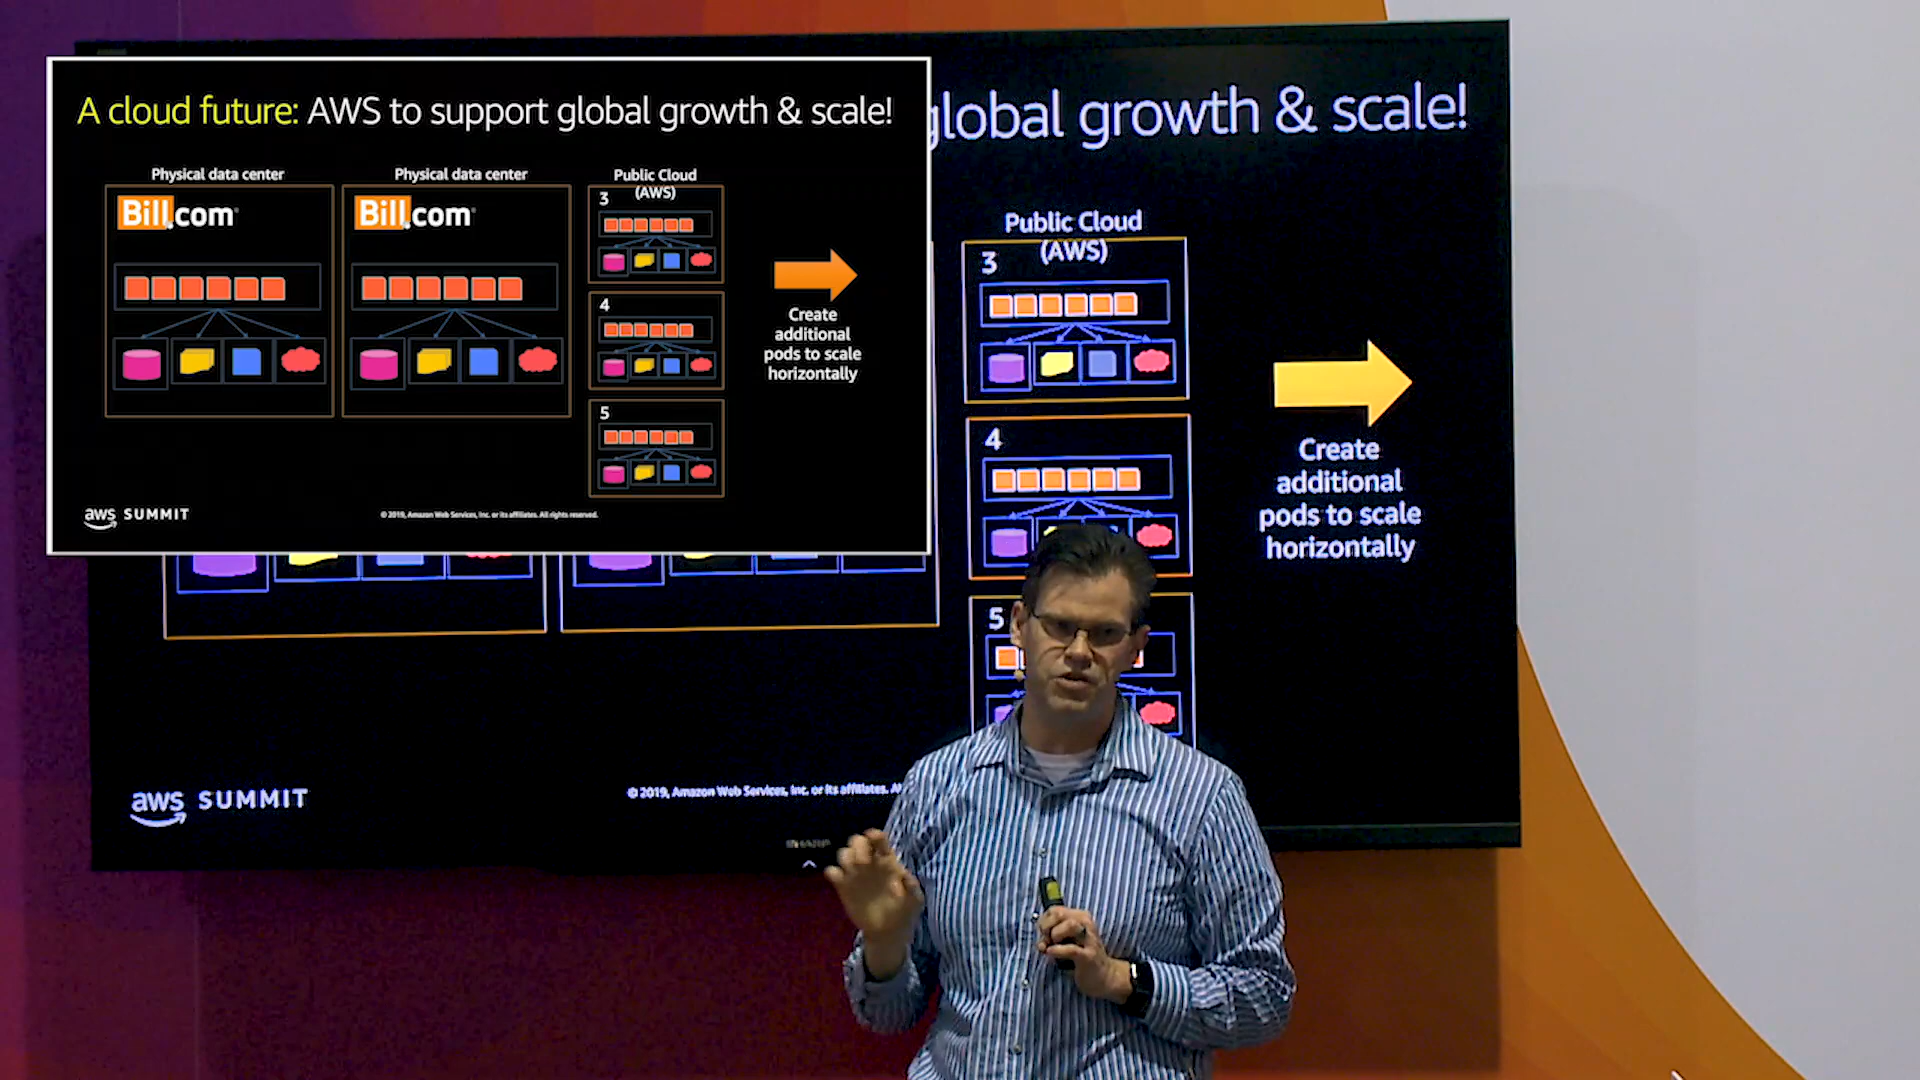 A cloud future: AWS to support global growth & scale!
Physical data center
Physical data center
Public Cloud
(AWS)
Bill.com
Bill.com
3
4
5
Create
additional
pods to scale
horizontally
aws SUMMIT
© 2019, Amazon Web Services, Inc. or its affiliates. All rights reserved.
global growth & scale!
Public Cloud
(AWS)
3
4
5
Create
additional
pods to scale
horizontally
aws SUMMIT
© 2019, Amazon Web Services, Inc. or its affiliates.